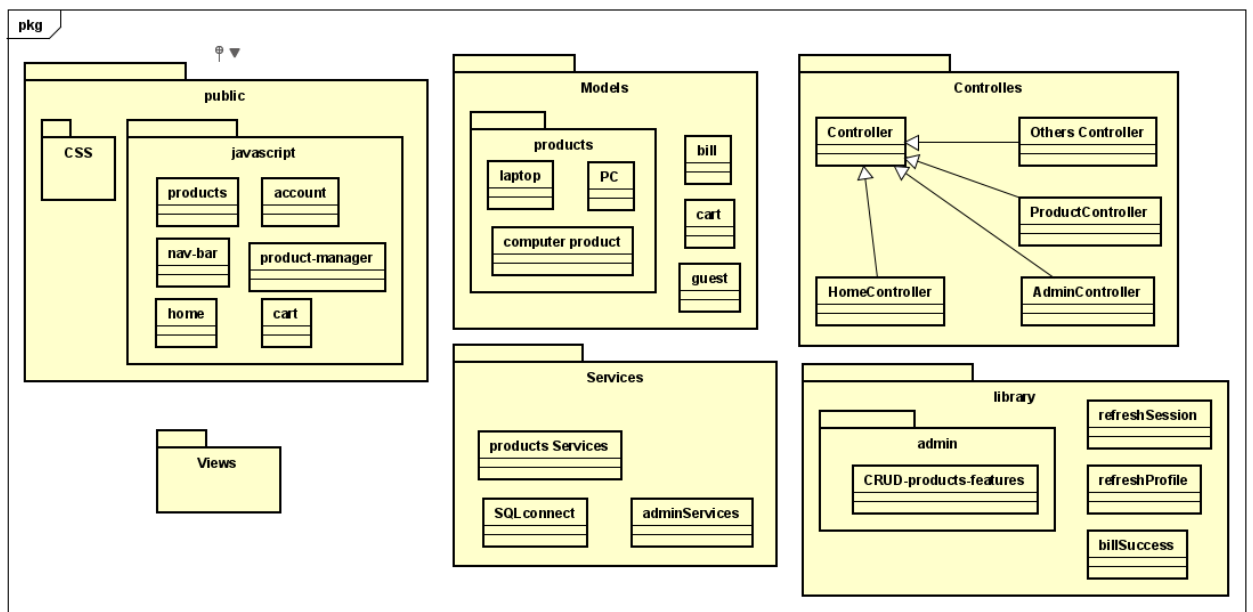 pkg
public
CSS
javascript
products
account
nav-bar
product-manager
home
cart
Views
Models
products
laptop
PC
computer product
bill
cart
guest
Services
products Services
SQLconnect
adminServices
Controlles
Controller
Others Controller
ProductController
HomeController
AdminController
library
admin
CRUD-products-features
refreshSession
refreshProfile
billSuccess